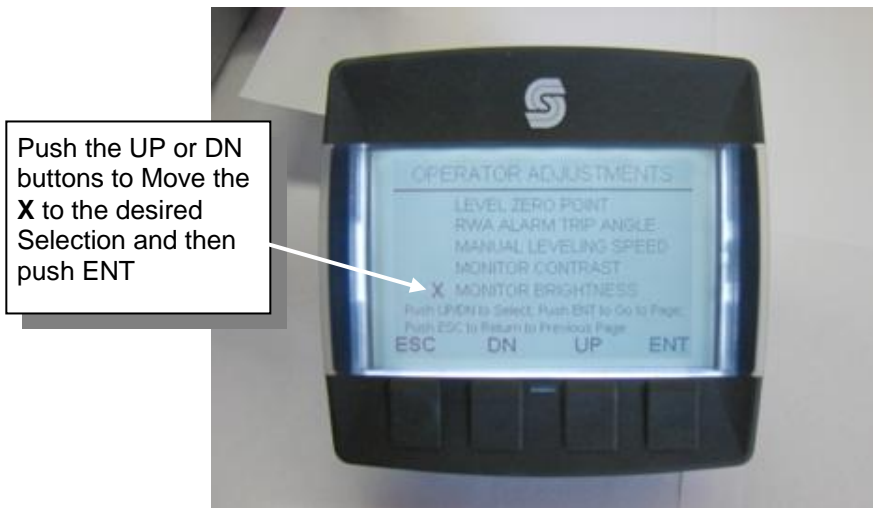 Push the UP or DN
buttons to Move the
X to the desired
Selection and then
push ENT
OPERATOR ADJUSTMENTS
LEVEL ZERO POINT
RWA ALARM TRIP ANGLE
MANUAL LEVELING SPEED
MONITOR CONTRAST
X MONITOR BRIGHTNESS
Push UP/DN to Select, Push ENT to Go to Page,
Push ESC to Return to Previous Page
ESC DN UP ENT